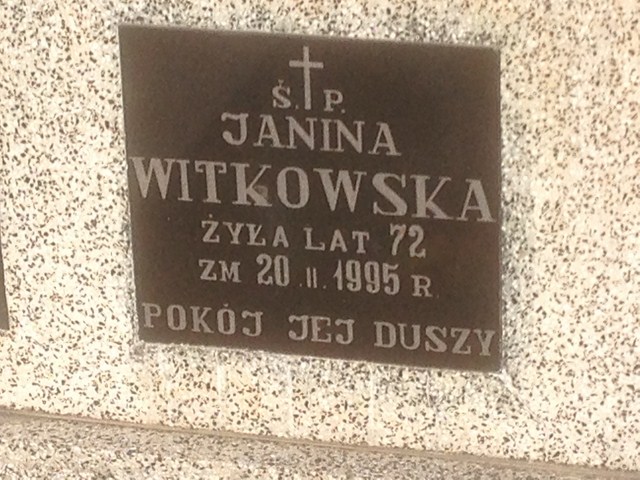 Ś. P.
JANINA
WITKOWSKA
ŻYŁA LAT 72
ZM 20.II.1995 R.
POKÓJ JEJ DUSZY